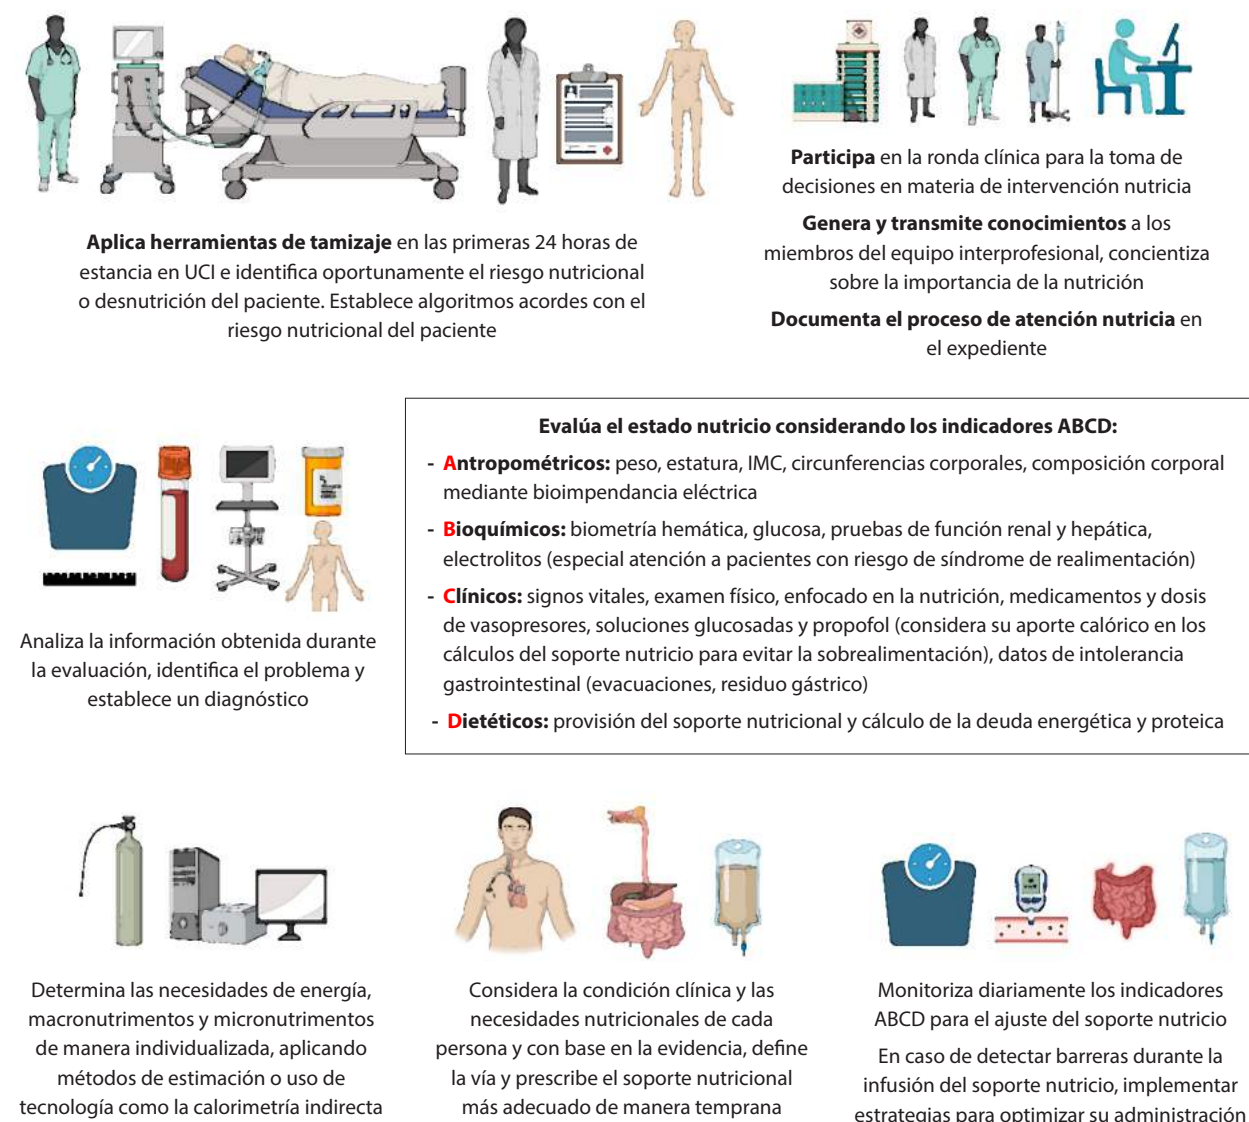 Aplica herramientas de tamizaje en las primeras 24 horas de
estancia en UCI e identifica oportunamente el riesgo nutricional
o desnutrición del paciente. Establece algoritmos acordes con el
riesgo nutricional del paciente
Participa en la ronda clínica para la toma de
decisiones en materia de intervención nutricia
Genera y transmite conocimientos a los
miembros del equipo interprofesional, concientiza
sobre la importancia de la nutrición
Documenta el proceso de atención nutricia en
el expediente
Analiza la información obtenida durante
la evaluación, identifica el problema y
establece un diagnóstico
Evalúa el estado nutricio considerando los indicadores ABCD:
- Antropométricos: peso, estatura, IMC, circunferencias corporales, composición corporal
mediante bioimpendancia eléctrica
- Bioquímicos: biometría hemática, glucosa, pruebas de función renal y hepática,
electrolitos (especial atención a pacientes con riesgo de síndrome de realimentación)
- Clínicos: signos vitales, examen físico, enfocado en la nutrición, medicamentos y dosis
de vasopresores, soluciones glucosadas y propofol (considera su aporte calórico en los
cálculos del soporte nutricio para evitar la sobrealimentación), datos de intolerancia
gastrointestinal (evacuaciones, residuo gástrico)
- Dietéticos: provisión del soporte nutricional y cálculo de la deuda energética y proteica
Determina las necesidades de energía,
macronutrimentos y micronutrimentos
de manera individualizada, aplicando
métodos de estimación o uso de
tecnología como la calorimetría indirecta
Considera la condición clínica y las
necesidades nutricionales de cada
persona y con base en la evidencia, define
la vía y prescribe el soporte nutricional
más adecuado de manera temprana
Monitoriza diariamente los indicadores
ABCD para el ajuste del soporte nutricio
En caso de detectar barreras durante la
infusión del soporte nutricio, implementar
estrategias para optimizar su administración